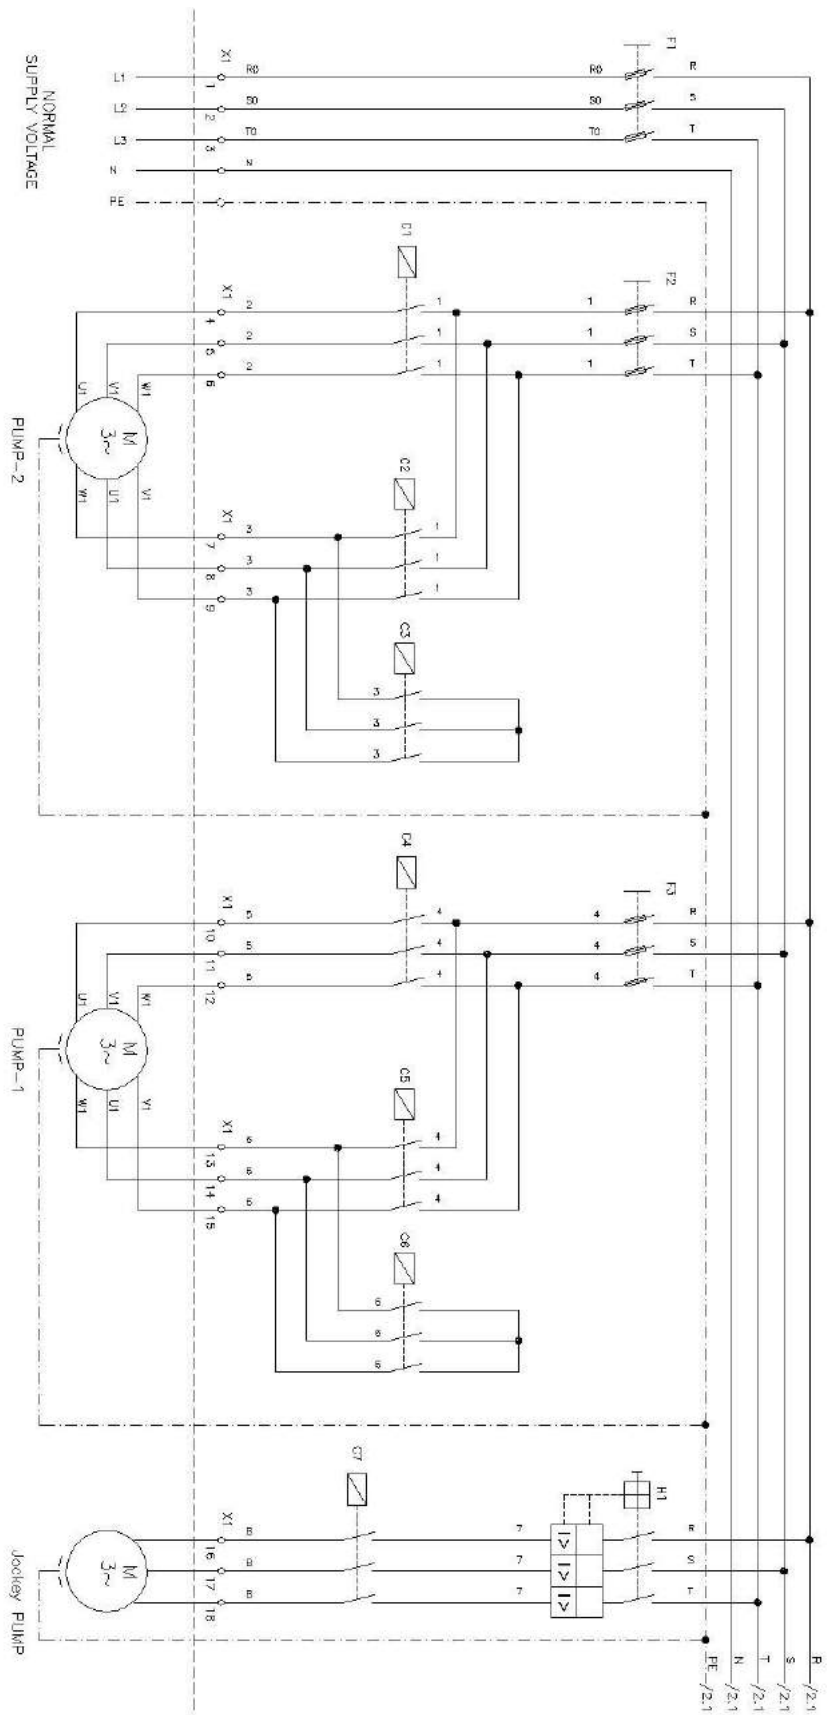 F1
X1
R
R0
R0
L1
1
S
S0
S0
L2
2
T
T0
T0
L3
3
N
N
PE
NORMAL
SUPPLY VOLTAGE
C1
F2
X1
R
1
1
2
4
S
1
1
2
5
T
1
1
2
6
U1
V1
W1
M
3~
PUMP-2
W1
U1
V1
C2
X1
1
3
7
1
3
8
1
3
9
C3
3
3
3
C4
F3
X1
R
4
4
5
10
S
4
4
5
11
T
4
4
5
12
U1
V1
W1
M
3~
PUMP-1
W1
U1
V1
C5
X1
4
6
13
4
6
14
4
6
15
C6
6
6
6
C7
H1
X1
R
7
8
16
S
7
8
17
T
7
8
18
I>
I>
I>
M
3~
Jockey PUMP
R /2.1
S /2.1
T /2.1
N /2.1
PE /2.1